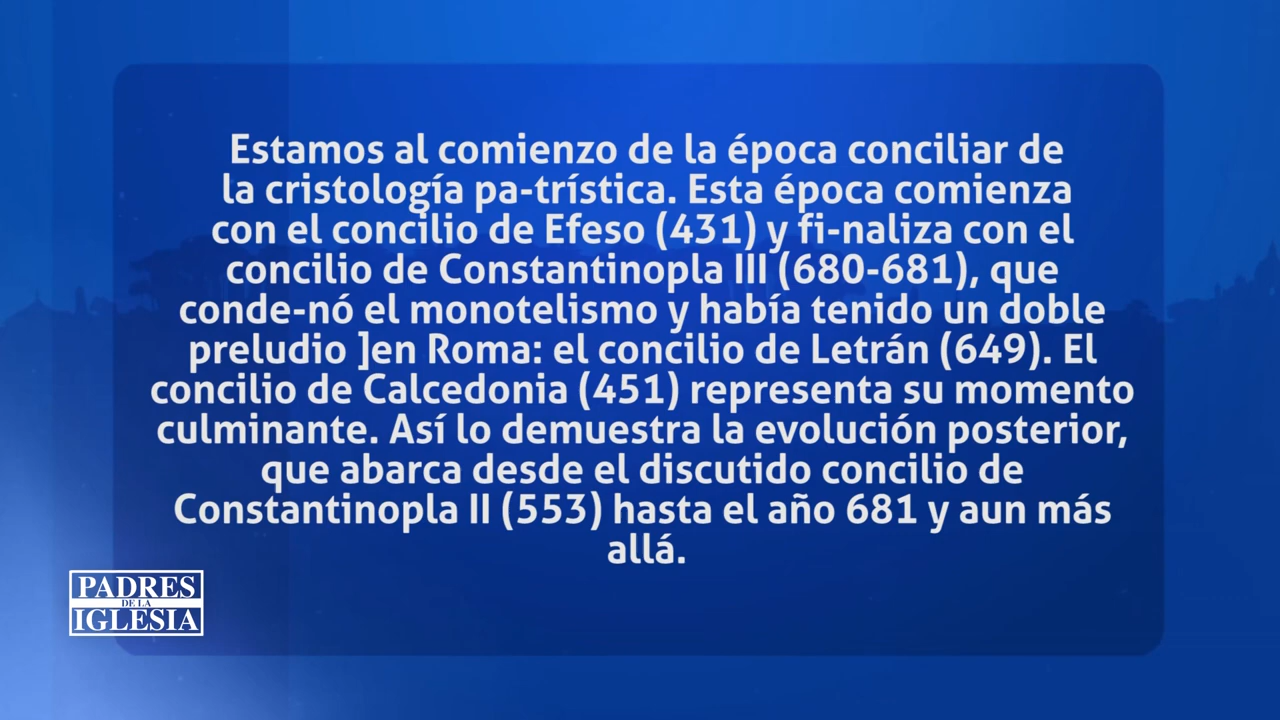 Estamos al comienzo de la época conciliar de
la cristología pa-trística. Esta época comienza
con el concilio de Efeso (431) y fi-naliza con el
concilio de Constantinopla III (680-681), que
conde-nó el monotelismo y había tenido un doble
preludio ]en Roma: el concilio de Letrán (649). El
concilio de Calcedonia (451) representa su momento
culminante. Así lo demuestra la evolución posterior,
que abarca desde el discutido concilio de
Constantinopla II (553) hasta el año 681 y aun más
allá.
PADRES
DE LA
IGLESIA